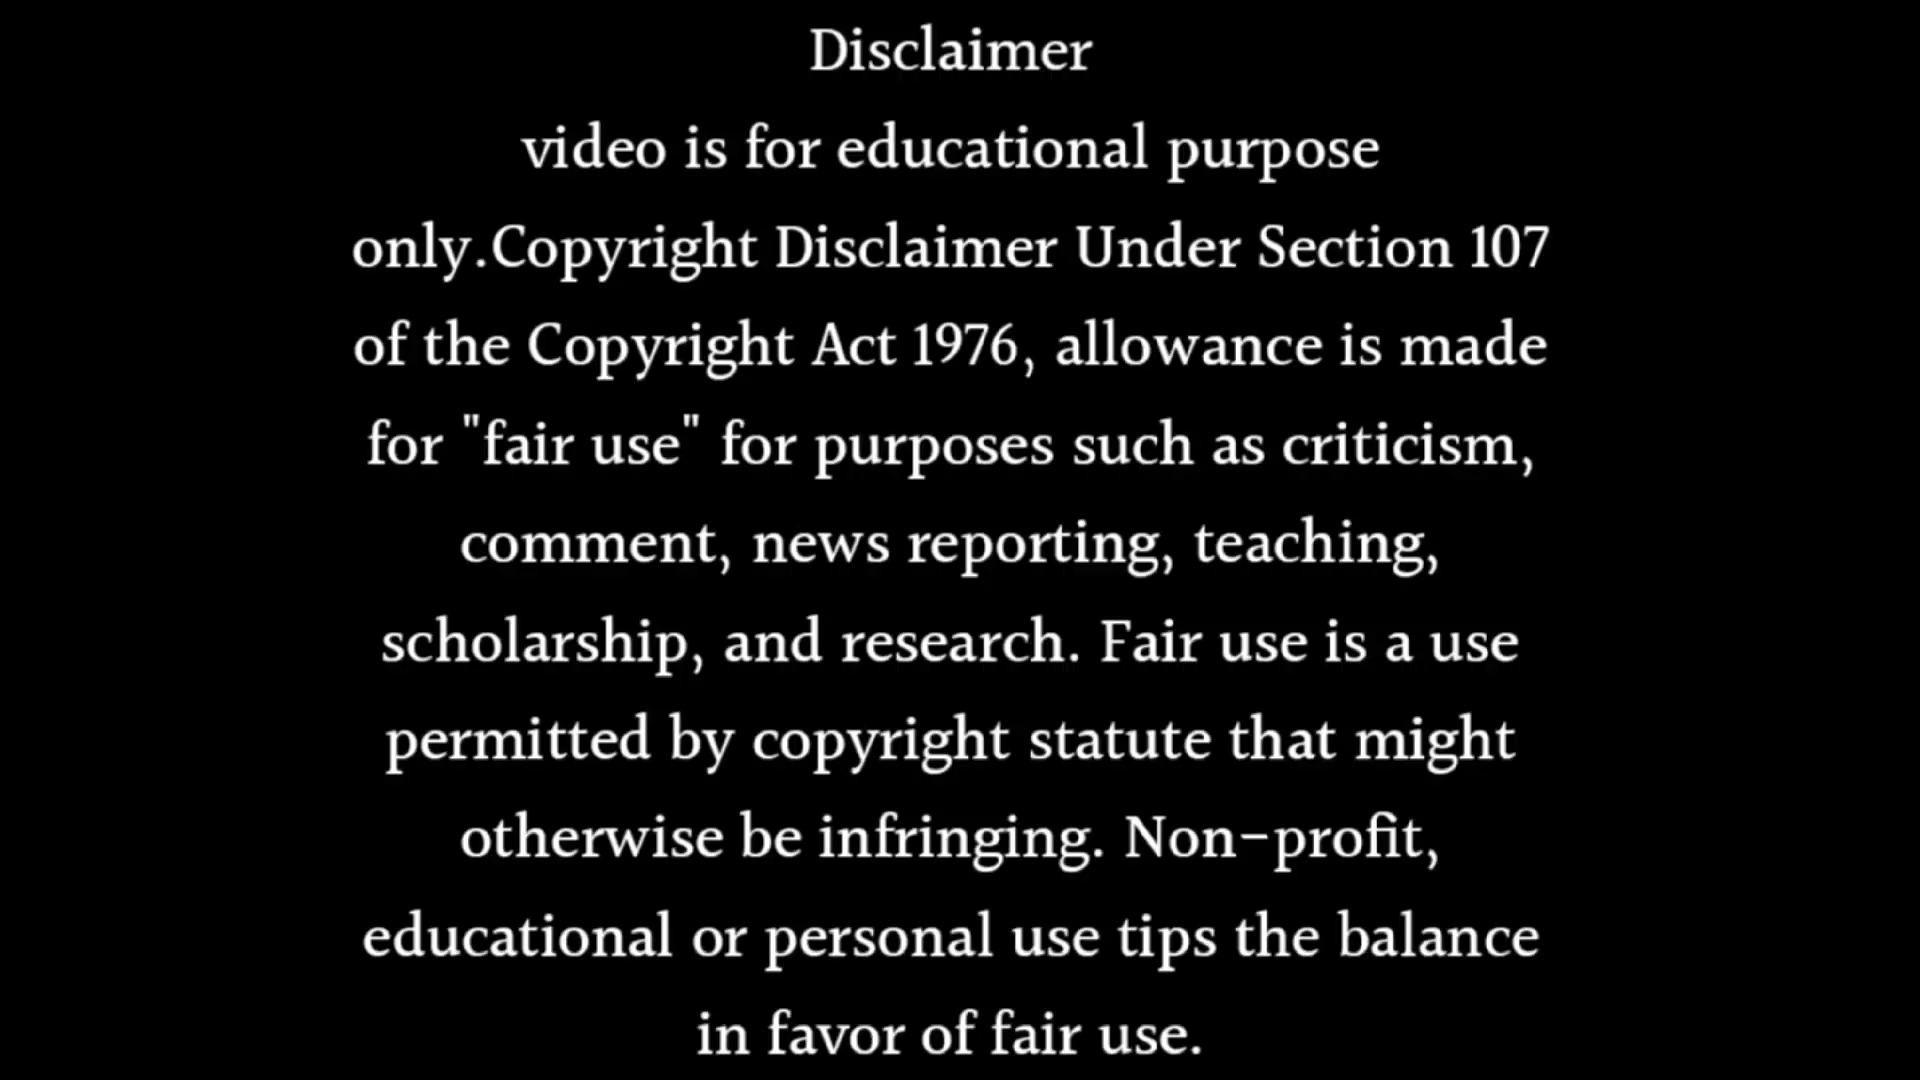 Disclaimer
video is for educational purpose
only.Copyright Disclaimer Under Section 107
of the Copyright Act 1976, allowance is made
for "fair use" for purposes such as criticism,
comment, news reporting, teaching,
scholarship, and research. Fair use is a use
permitted by copyright statute that might
otherwise be infringing. Non-profit,
educational or personal use tips the balance
in favor of fair use.